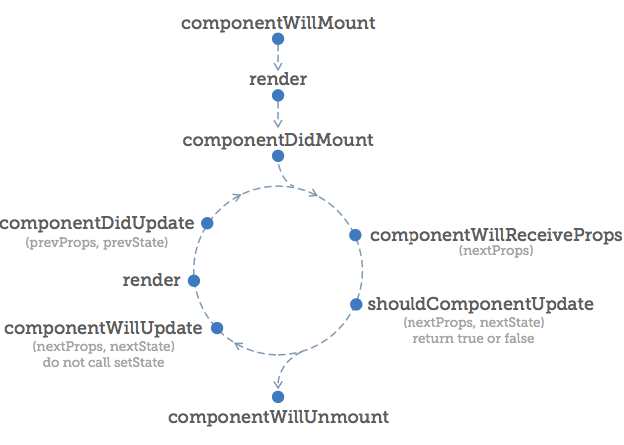 componentWillMount
render
componentDidMount
componentDidUpdate
(prevProps, prevState)
componentWillReceiveProps
(nextProps)
render
shouldComponentUpdate
(nextProps, nextState)
return true or false
componentWillUpdate
(nextProps, nextState)
do not call setState
componentWillUnmount